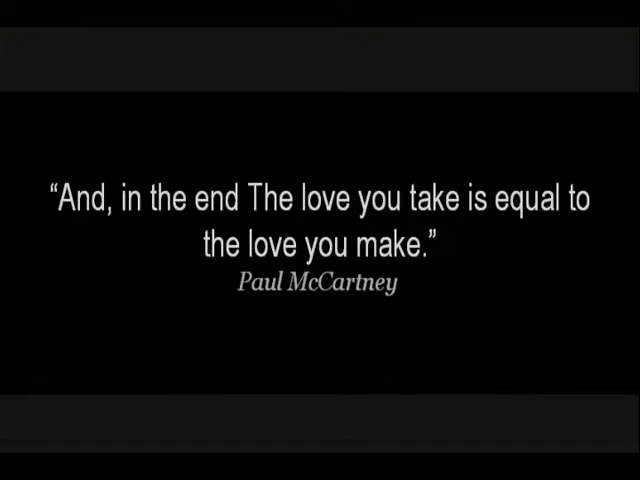 “And, in the end The love you take is equal to
the love you make.”
Paul McCartney